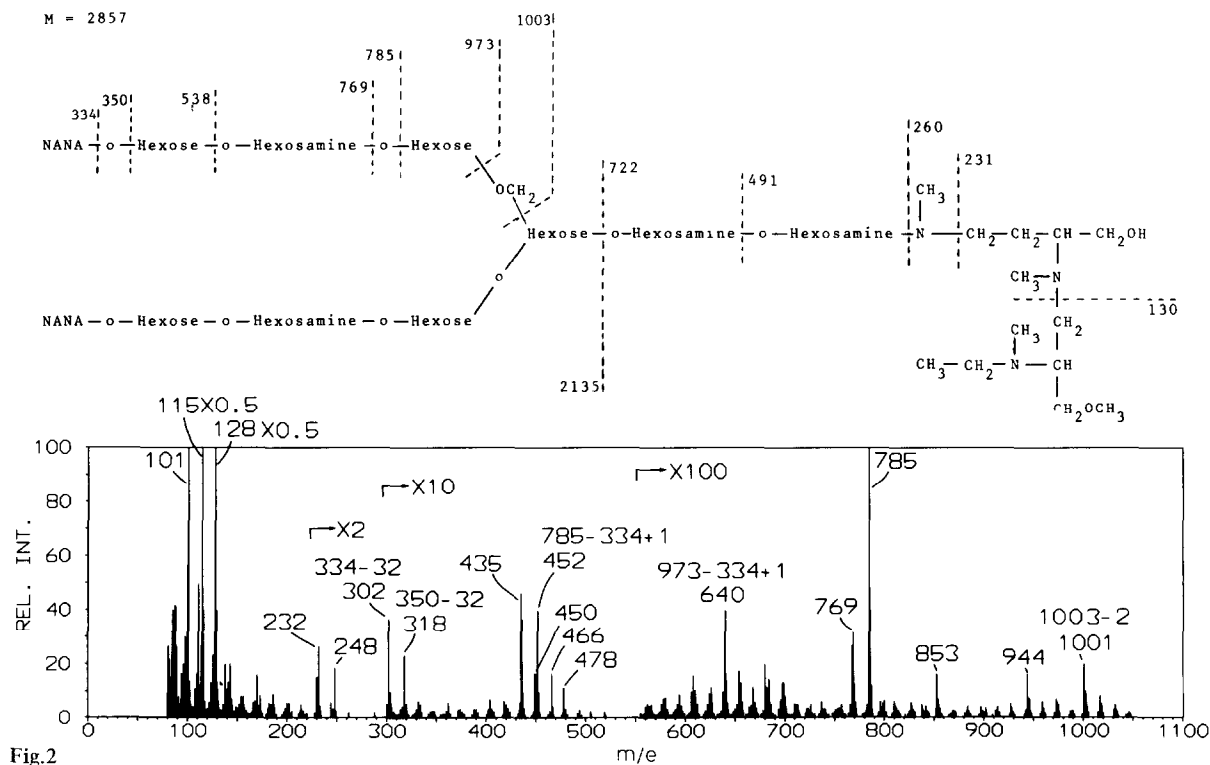 M = 2857
1003
973
785
769
538
350
334
NANA—o—Hexose—o—Hexosamine—o—Hexose
OCH2
722
491
260
231
CH3
Hexose—o—Hexosamine—o—Hexosamine—N—CH2—CH2—CH—CH2OH
o
CH3—N
130
NANA—o—Hexose—o—Hexosamine—o—Hexose
CH2
CH3
CH3—CH2—N—CH
CH2OCH3
2135
115X0.5
128X0.5
101
X2
X10
X100
334-32
302
350-32
318
232
248
435
785-334+1
452
450
466
478
973-334+1
640
769
785
853
944
1003-2
1001
REL. INT.
100
80
60
40
20
0
0 100 200 300 400 500 600 700 800 900 1000 1100
m/e
Fig.2